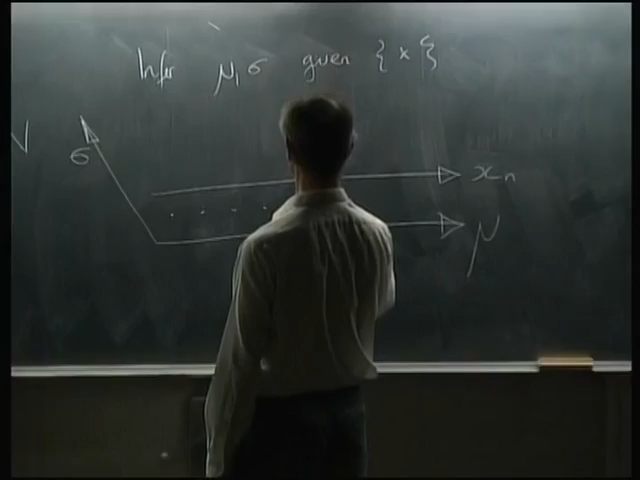 Infer μ, σ given {x}
σ
xₙ
μ